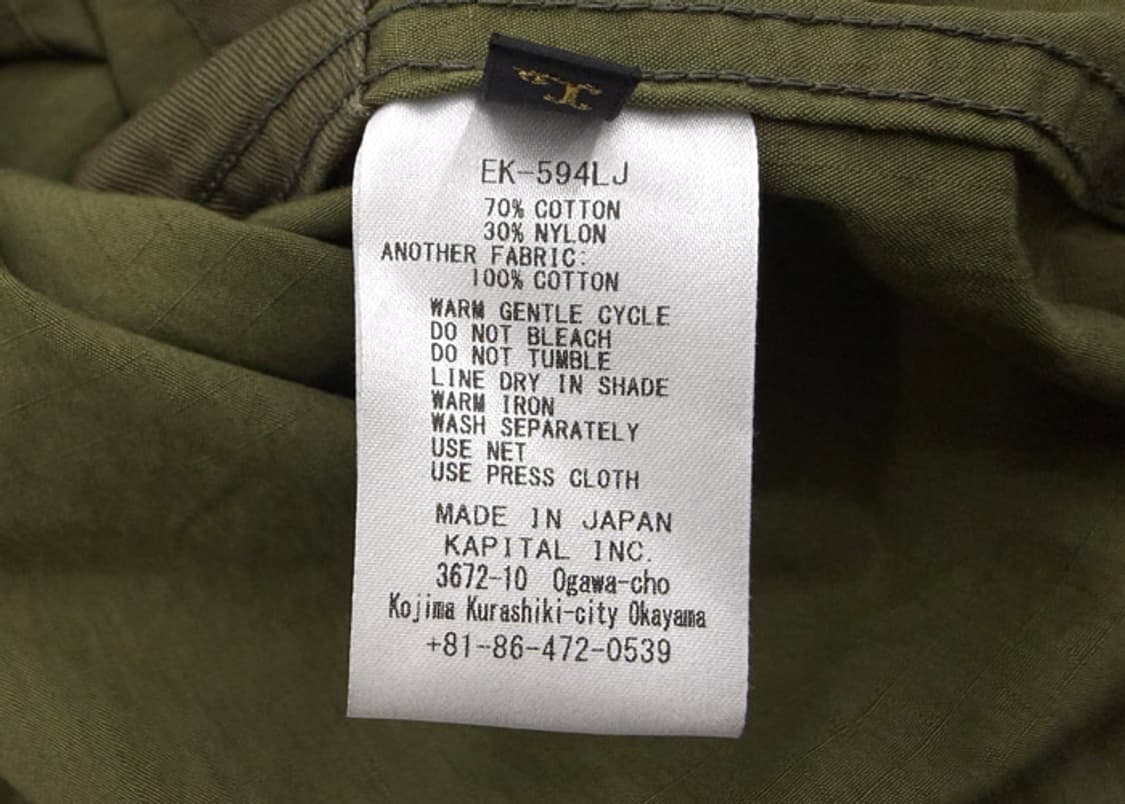 EK-594LJ
70% COTTON
30% NYLON
ANOTHER FABRIC:
100% COTTON
WARM GENTLE CYCLE
DO NOT BLEACH
DO NOT TUMBLE
LINE DRY IN SHADE
WARM IRON
WASH SEPARATELY
USE NET
USE PRESS CLOTH
MADE IN JAPAN
KAPITAL INC.
3672-10 Ogawa-cho
Kojima Kurashiki-city Okayama
+81-86-472-0539